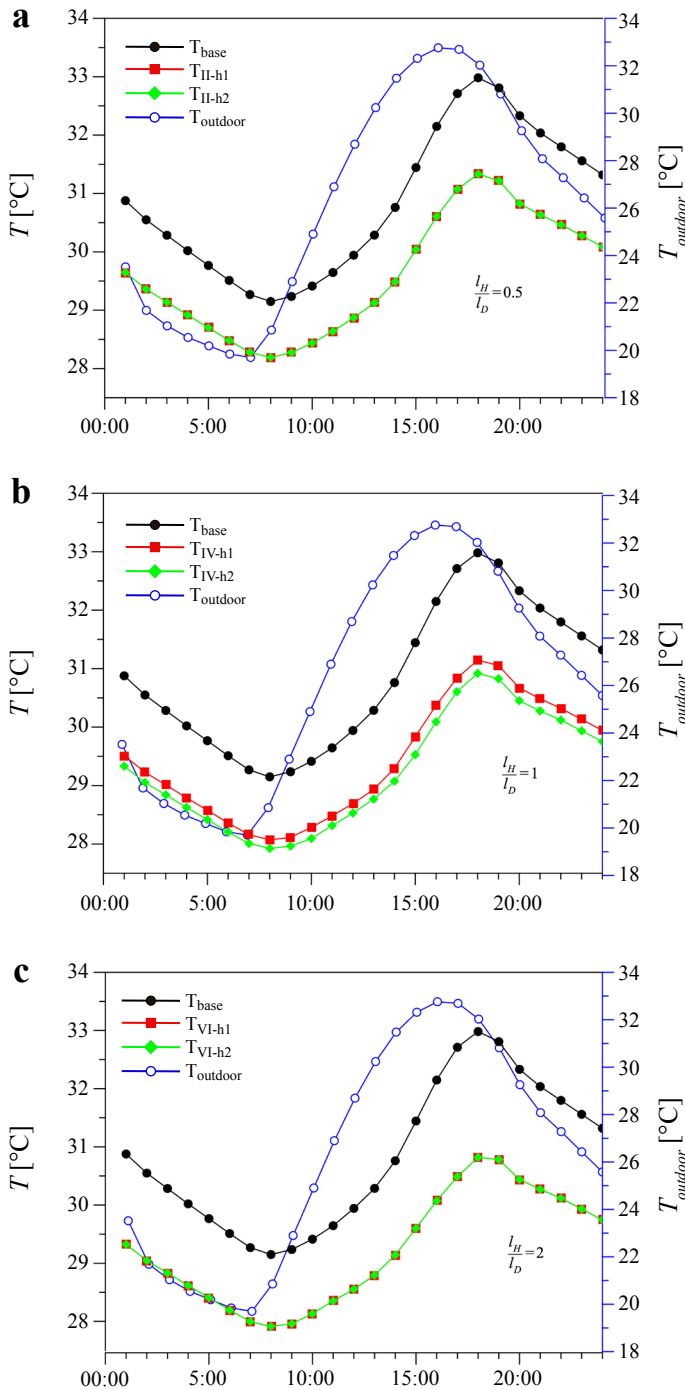 a
34
33
32
31
30
29
28
T [°C]
T_base
T_II-h1
T_II-h2
T_outdoor
l_H/l_D=0.5
34
32
30
28
26
24
22
20
18
T_outdoor [°C]
00:00 5:00 10:00 15:00 20:00
b
34
33
32
31
30
29
28
T [°C]
T_base
T_IV-h1
T_IV-h2
T_outdoor
l_H/l_D=1
34
32
30
28
26
24
22
20
18
T_outdoor [°C]
00:00 5:00 10:00 15:00 20:00
c
34
33
32
31
30
29
28
T [°C]
T_base
T_VI-h1
T_VI-h2
T_outdoor
l_H/l_D=2
34
32
30
28
26
24
22
20
18
T_outdoor [°C]
00:00 5:00 10:00 15:00 20:00